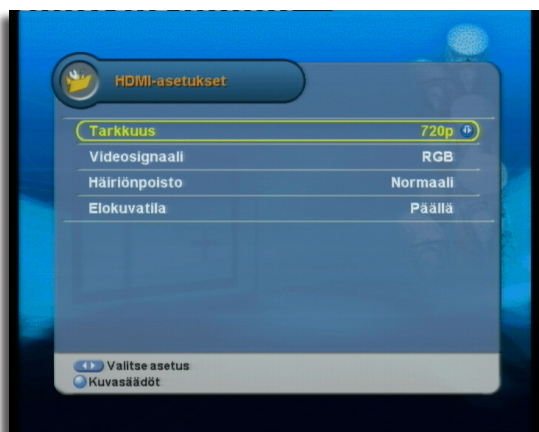 HDMI-asetukset
Tarkkuus 720p
Videosignaali RGB
Häiriönpoisto Normaali
Elokuvatila Päällä
Valitse asetus
Kuvasäädöt